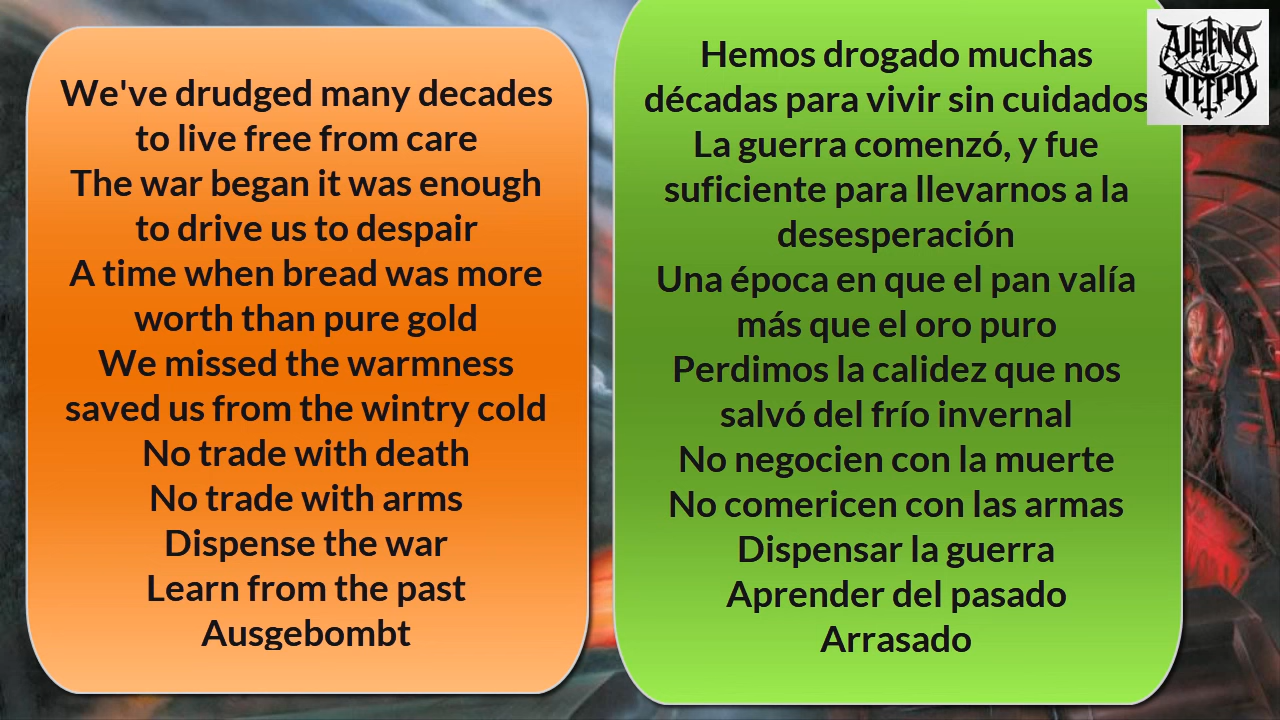 We've drudged many decades
to live free from care
The war began it was enough
to drive us to despair
A time when bread was more
worth than pure gold
We missed the warmness
saved us from the wintry cold
No trade with death
No trade with arms
Dispense the war
Learn from the past
Ausgebombt
Hemos drogado muchas
décadas para vivir sin cuidados
La guerra comenzó, y fue
suficiente para llevarnos a la
desesperación
Una época en que el pan valía
más que el oro puro
Perdimos la calidez que nos
salvó del frío invernal
No negocien con la muerte
No comericen con las armas
Dispensar la guerra
Aprender del pasado
Arrasado
AL